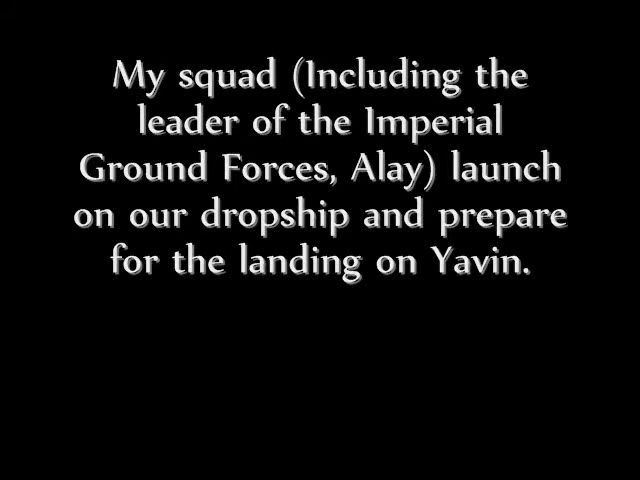 My squad (Including the
leader of the Imperial
Ground Forces, Alay) launch
on our dropship and prepare
for the landing on Yavin.